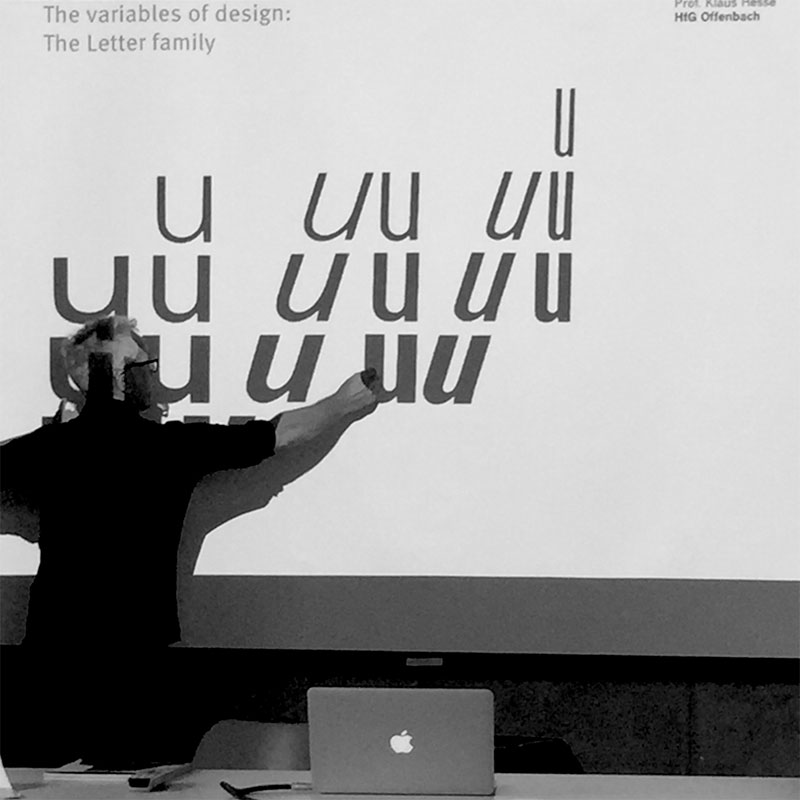 The variables of design:
The Letter family
Prof. Klaus Hesse
HfG Offenbach
u
u u u u u
u u u u u u
u u u u u